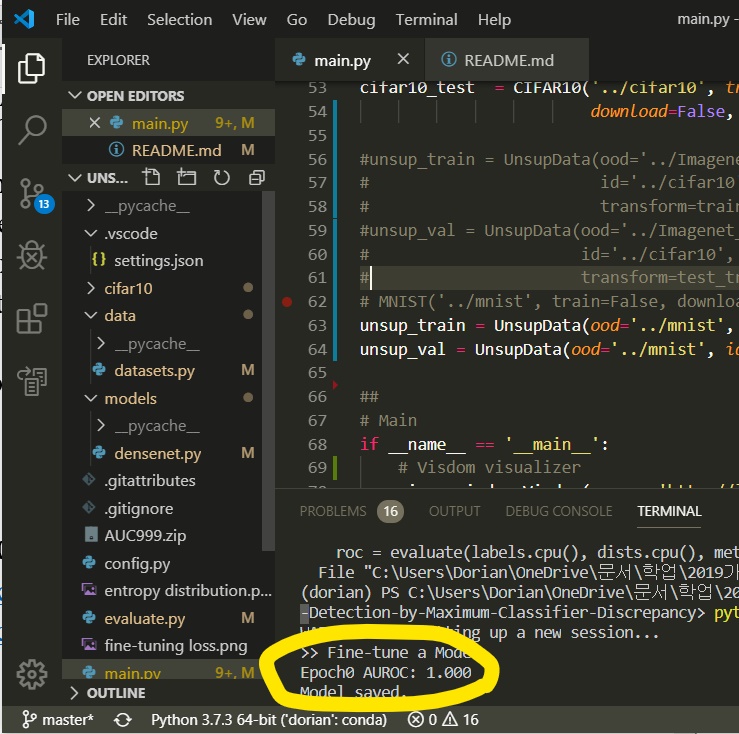 File Edit Selection View Go Debug Terminal Help main.py -
EXPLORER
OPEN EDITORS
main.py 9+, M
README.md M
UNS...
__pycache__
.vscode
settings.json
cifar10
data
__pycache__
datasets.py M
models
__pycache__
densenet.py M
.gitattributes
.gitignore
AUC999.zip
config.py
entropy distribution.p...
evaluate.py M
fine-tuning loss.png
main.py 9+, M
OUTLINE
13
main.py README.md
53 cifar10_test = CIFAR10('../cifar10',
54 download=False,
55
56 #unsup_train = UnsupData(ood='../Imagenet
57 # id='../cifar10
58 # transform=trai
59 #unsup_val = UnsupData(ood='../Imagenet_
60 # id='../cifar10',
61 # transform=test_tr
62 # MNIST('../mnist', train=False, downloa
63 unsup_train = UnsupData(ood='../mnist',
64 unsup_val = UnsupData(ood='../mnist', id
65
66 ##
67 # Main
68 if __name__ == '__main__':
69 # Visdom visualizer
PROBLEMS 16 OUTPUT DEBUG CONSOLE TERMINAL
roc = evaluate(labels.cpu(), dists.cpu(), met
File "C:\Users\Dorian\OneDrive\문서\학업\2019가
(dorian) PS C:\Users\Dorian\OneDrive\문서\학업\20
-Detection-by-Maximum-Classifier-Discrepancy> pyt
up a new session...
>> Fine-tune a Mode
Epoch0 AUROC: 1.000
Model saved.
master* Python 3.7.3 64-bit ('dorian': conda) 0 16